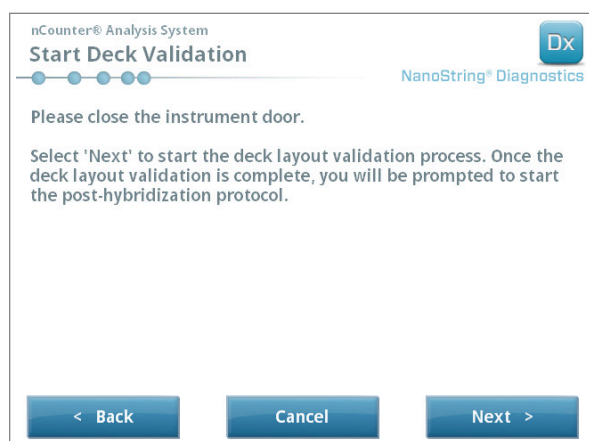 nCounter® Analysis System
Start Deck Validation
Dx
NanoString® Diagnostics
Please close the instrument door.
Select 'Next' to start the deck layout validation process. Once the
deck layout validation is complete, you will be prompted to start
the post-hybridization protocol.
< Back
Cancel
Next >